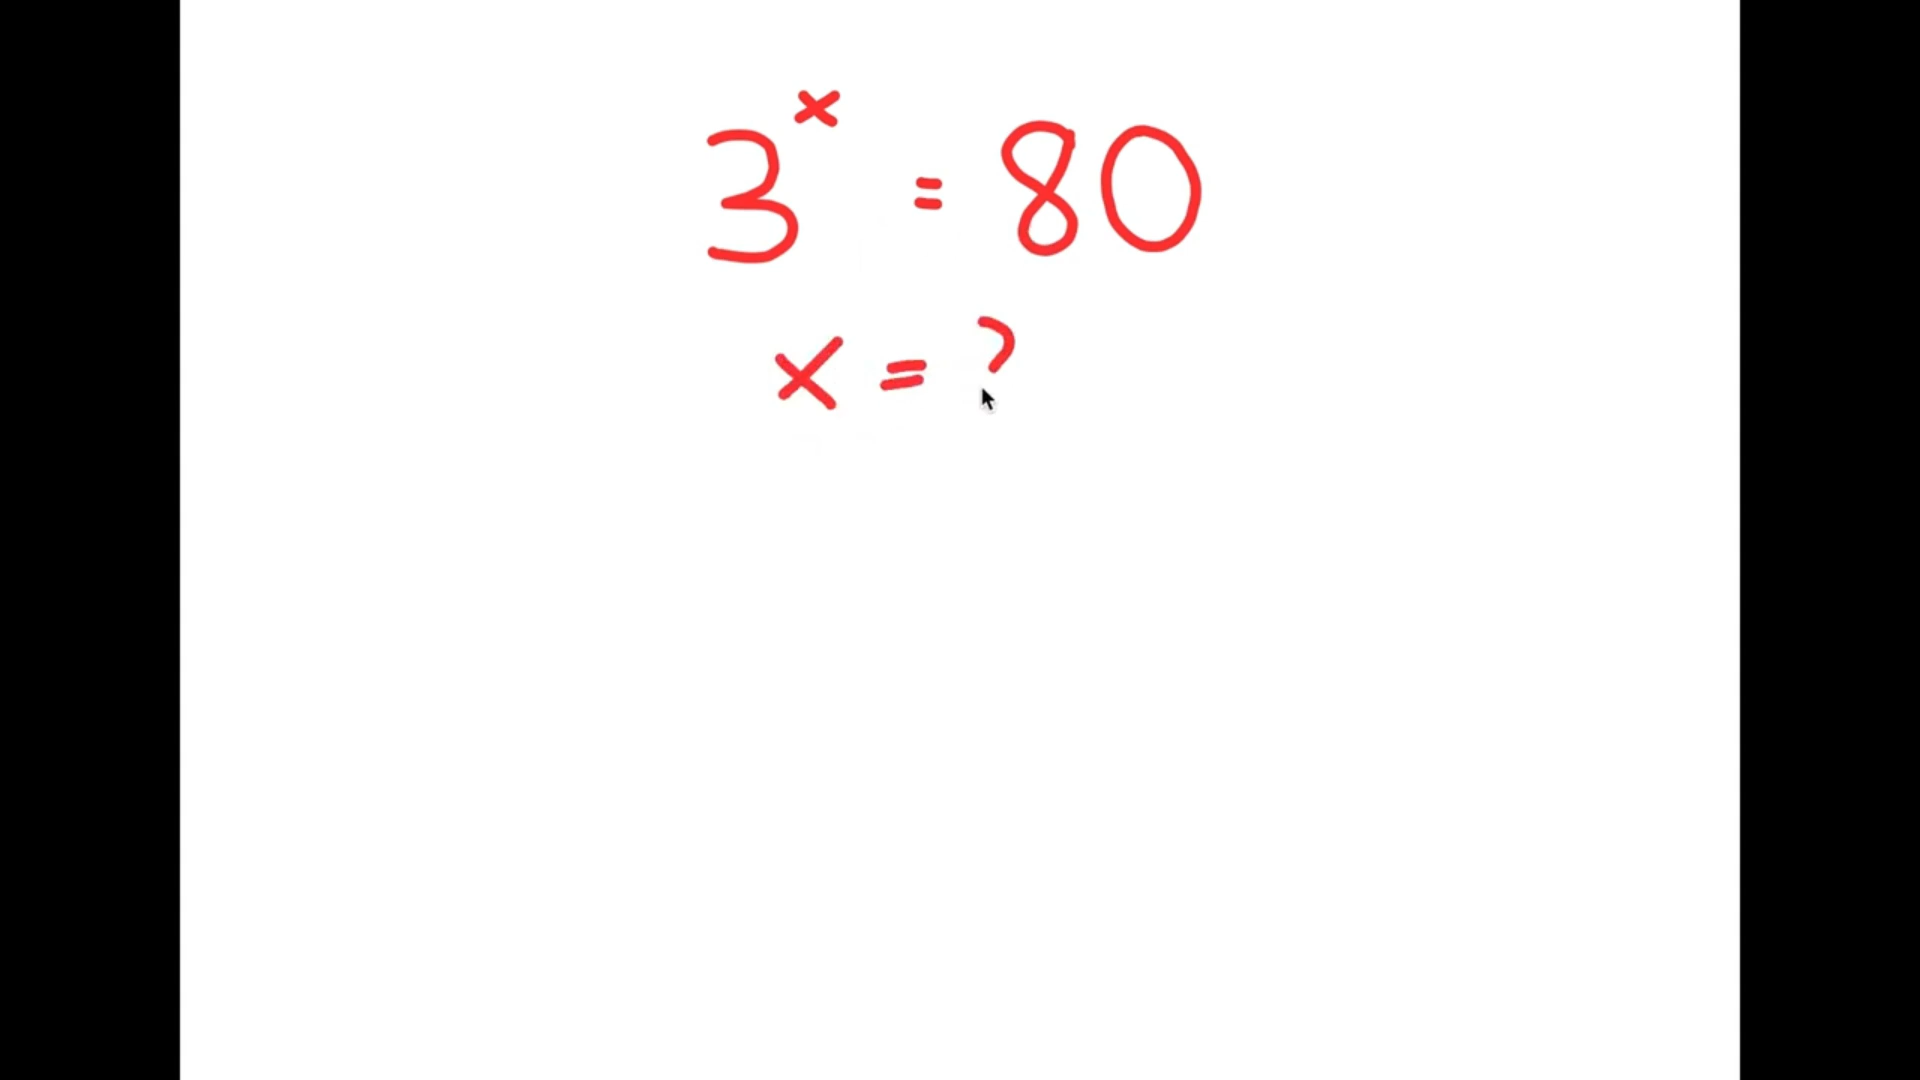 3^x = 80
x = ?